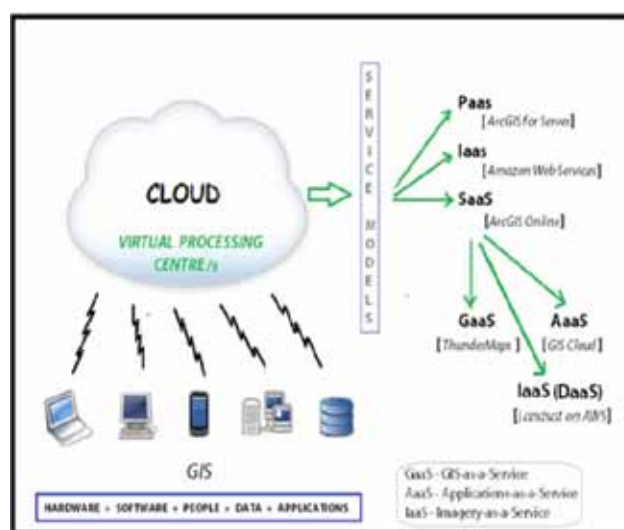 CLOUD
VIRTUAL PROCESSING
CENTRE/s
SERVICE MODELS
Paas
[ArcGIS for Server]
Iaas
[Amazon Web Services]
SaaS
[ArcGIS Online]
GaaS
[ThunderMaps]
AaaS
[GIS Cloud]
IaaS (DaaS)
[Landsat on AWS]
GIS
HARDWARE + SOFTWARE + PEOPLE + DATA + APPLICATIONS
GaaS - GIS-as-a-Service
AaaS - Applications-as-a-Service
IaaS - Imagery-as-a-Service